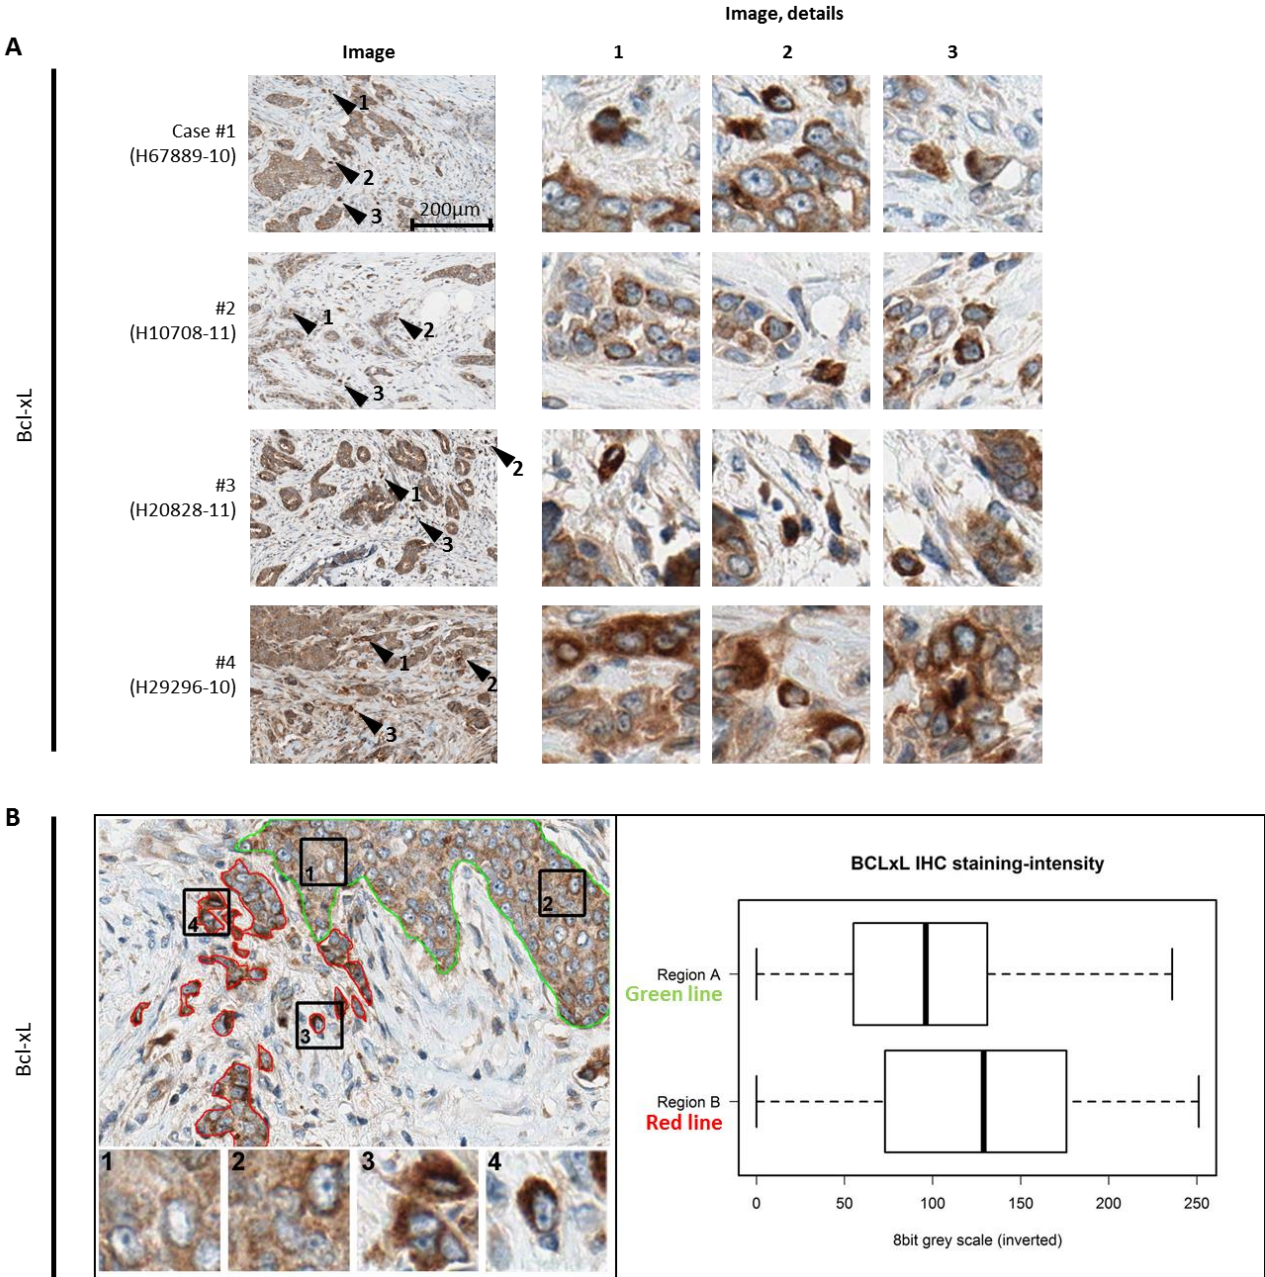 Image, details
A
Image
1
2
3
Case #1
(H67889-10)
1
2
3
200µm
#2
(H10708-11)
1
2
3
#3
(H20828-11)
1
2
3
#4
(H29296-10)
1
2
3
Bcl-xL
B
Bcl-xL
1
2
4
3
1
2
3
4
BCLxL IHC staining-intensity
Region A
Green line
Region B
Red line
0
50
100
150
200
250
8bit grey scale (inverted)